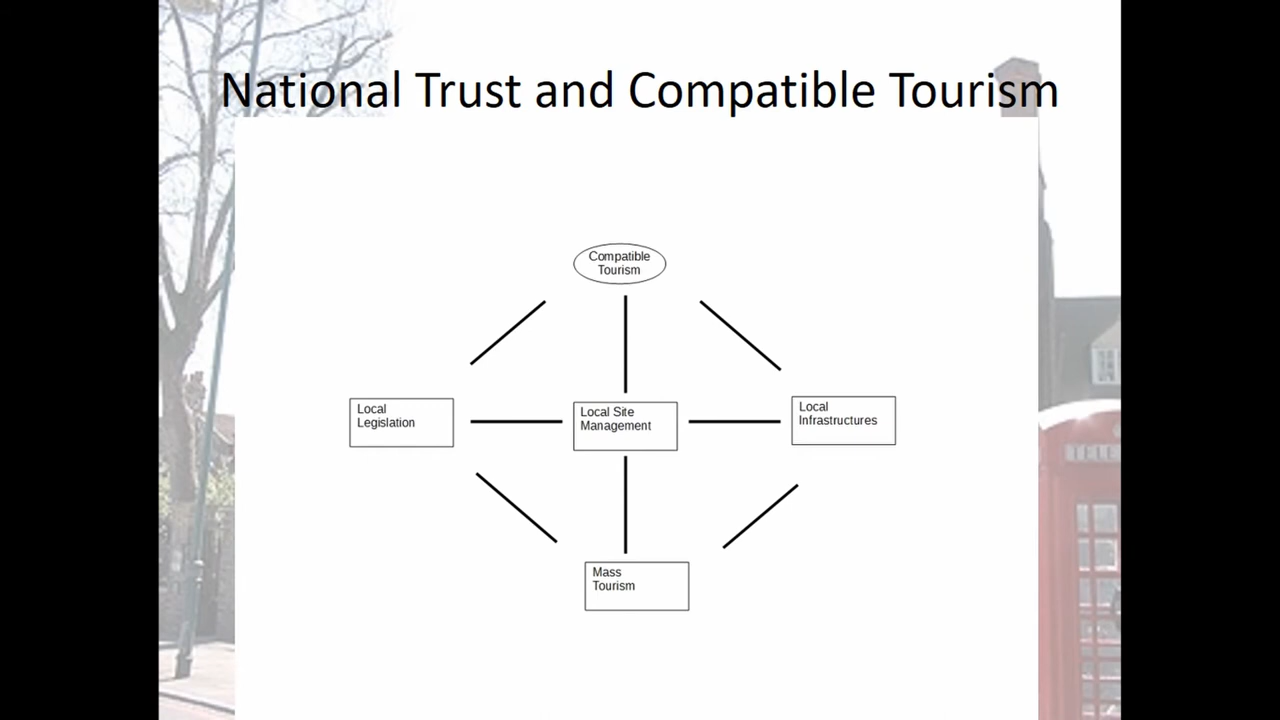 National Trust and Compatible Tourism
Compatible
Tourism
Local
Legislation
Local Site
Management
Local
Infrastructures
Mass
Tourism